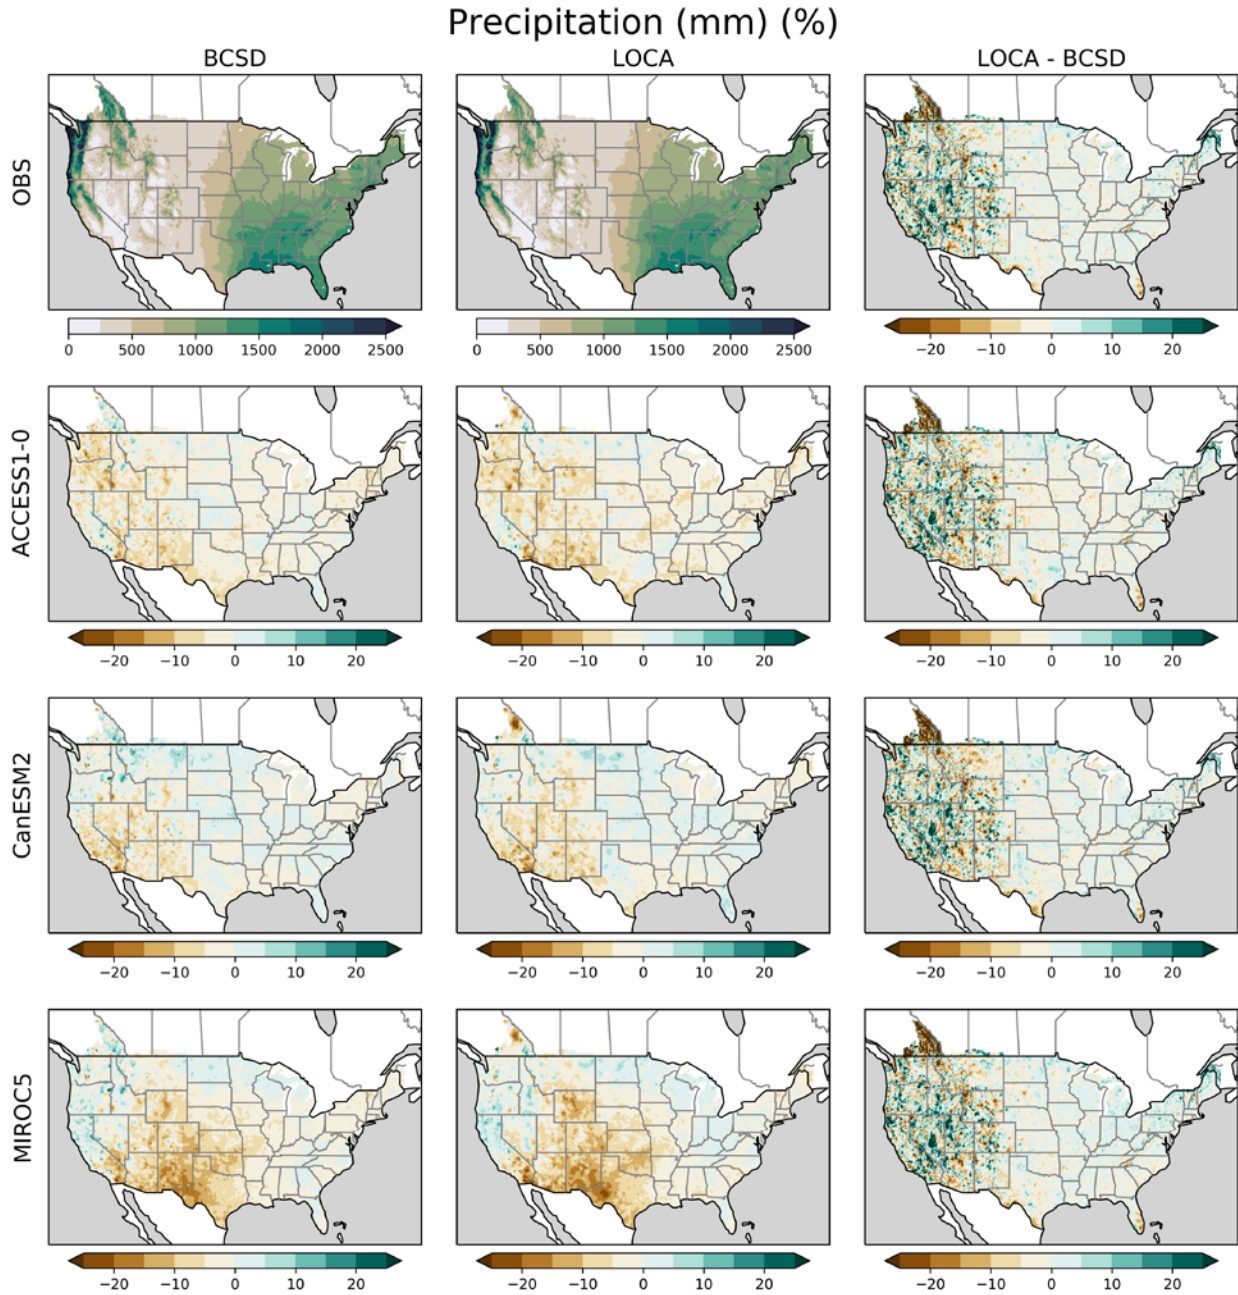 Precipitation (mm) (%)
BCSD LOCA LOCA - BCSD
OBS
0 500 1000 1500 2000 2500 0 500 1000 1500 2000 2500 −20 −10 0 10 20
ACCESS1-0
−20 −10 0 10 20 −20 −10 0 10 20 −20 −10 0 10 20
CanESM2
−20 −10 0 10 20 −20 −10 0 10 20 −20 −10 0 10 20
MIROC5
−20 −10 0 10 20 −20 −10 0 10 20 −20 −10 0 10 20